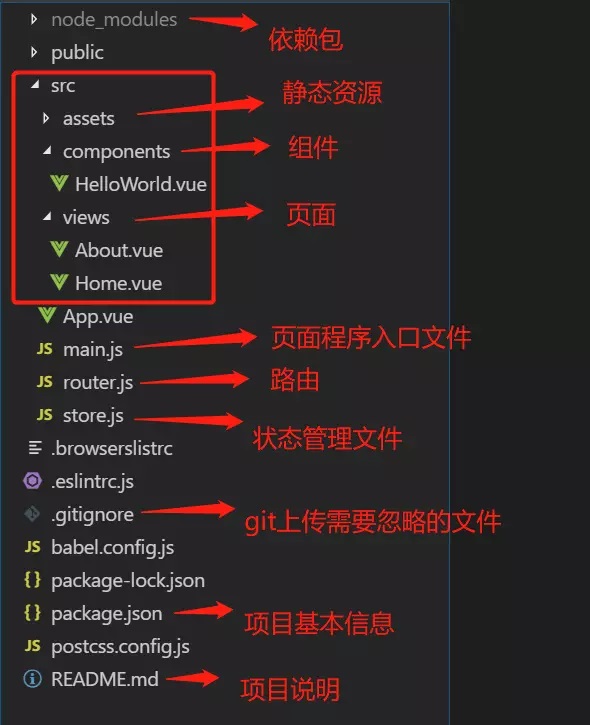 node_modules
依赖包
public
src
assets
静态资源
components
组件
HelloWorld.vue
views
页面
About.vue
Home.vue
App.vue
JS main.js
页面程序入口文件
JS router.js
路由
JS store.js
状态管理文件
.browserslistrc
.eslintrc.js
.gitignore
git上传需要忽略的文件
JS babel.config.js
{} package-lock.json
{} package.json
项目基本信息
JS postcss.config.js
README.md
项目说明